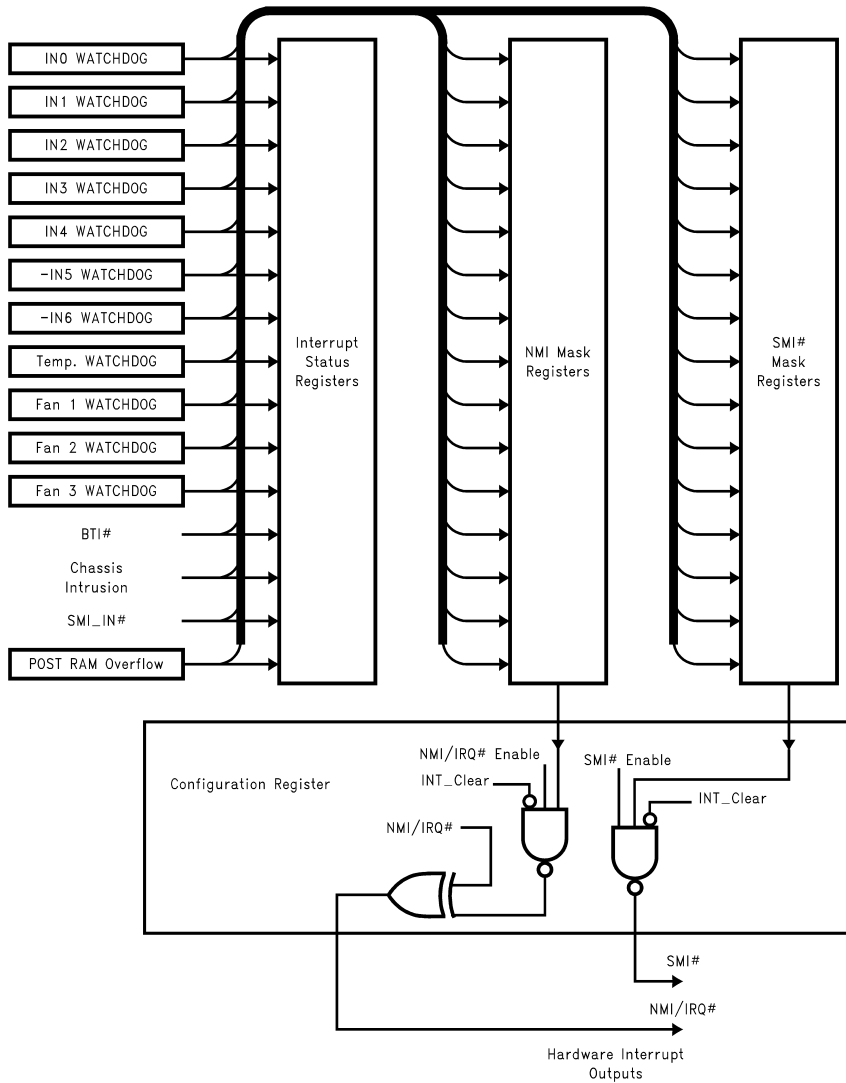 IN0 WATCHDOG
IN1 WATCHDOG
IN2 WATCHDOG
IN3 WATCHDOG
IN4 WATCHDOG
-IN5 WATCHDOG
-IN6 WATCHDOG
Temp. WATCHDOG
Fan 1 WATCHDOG
Fan 2 WATCHDOG
Fan 3 WATCHDOG
BTI#
Chassis
Intrusion
SMI_IN#
POST RAM Overflow
Interrupt
Status
Registers
NMI Mask
Registers
SMI#
Mask
Registers
Configuration Register
NMI/IRQ# Enable
INT_Clear
NMI/IRQ#
SMI# Enable
INT_Clear
SMI#
NMI/IRQ#
Hardware Interrupt
Outputs